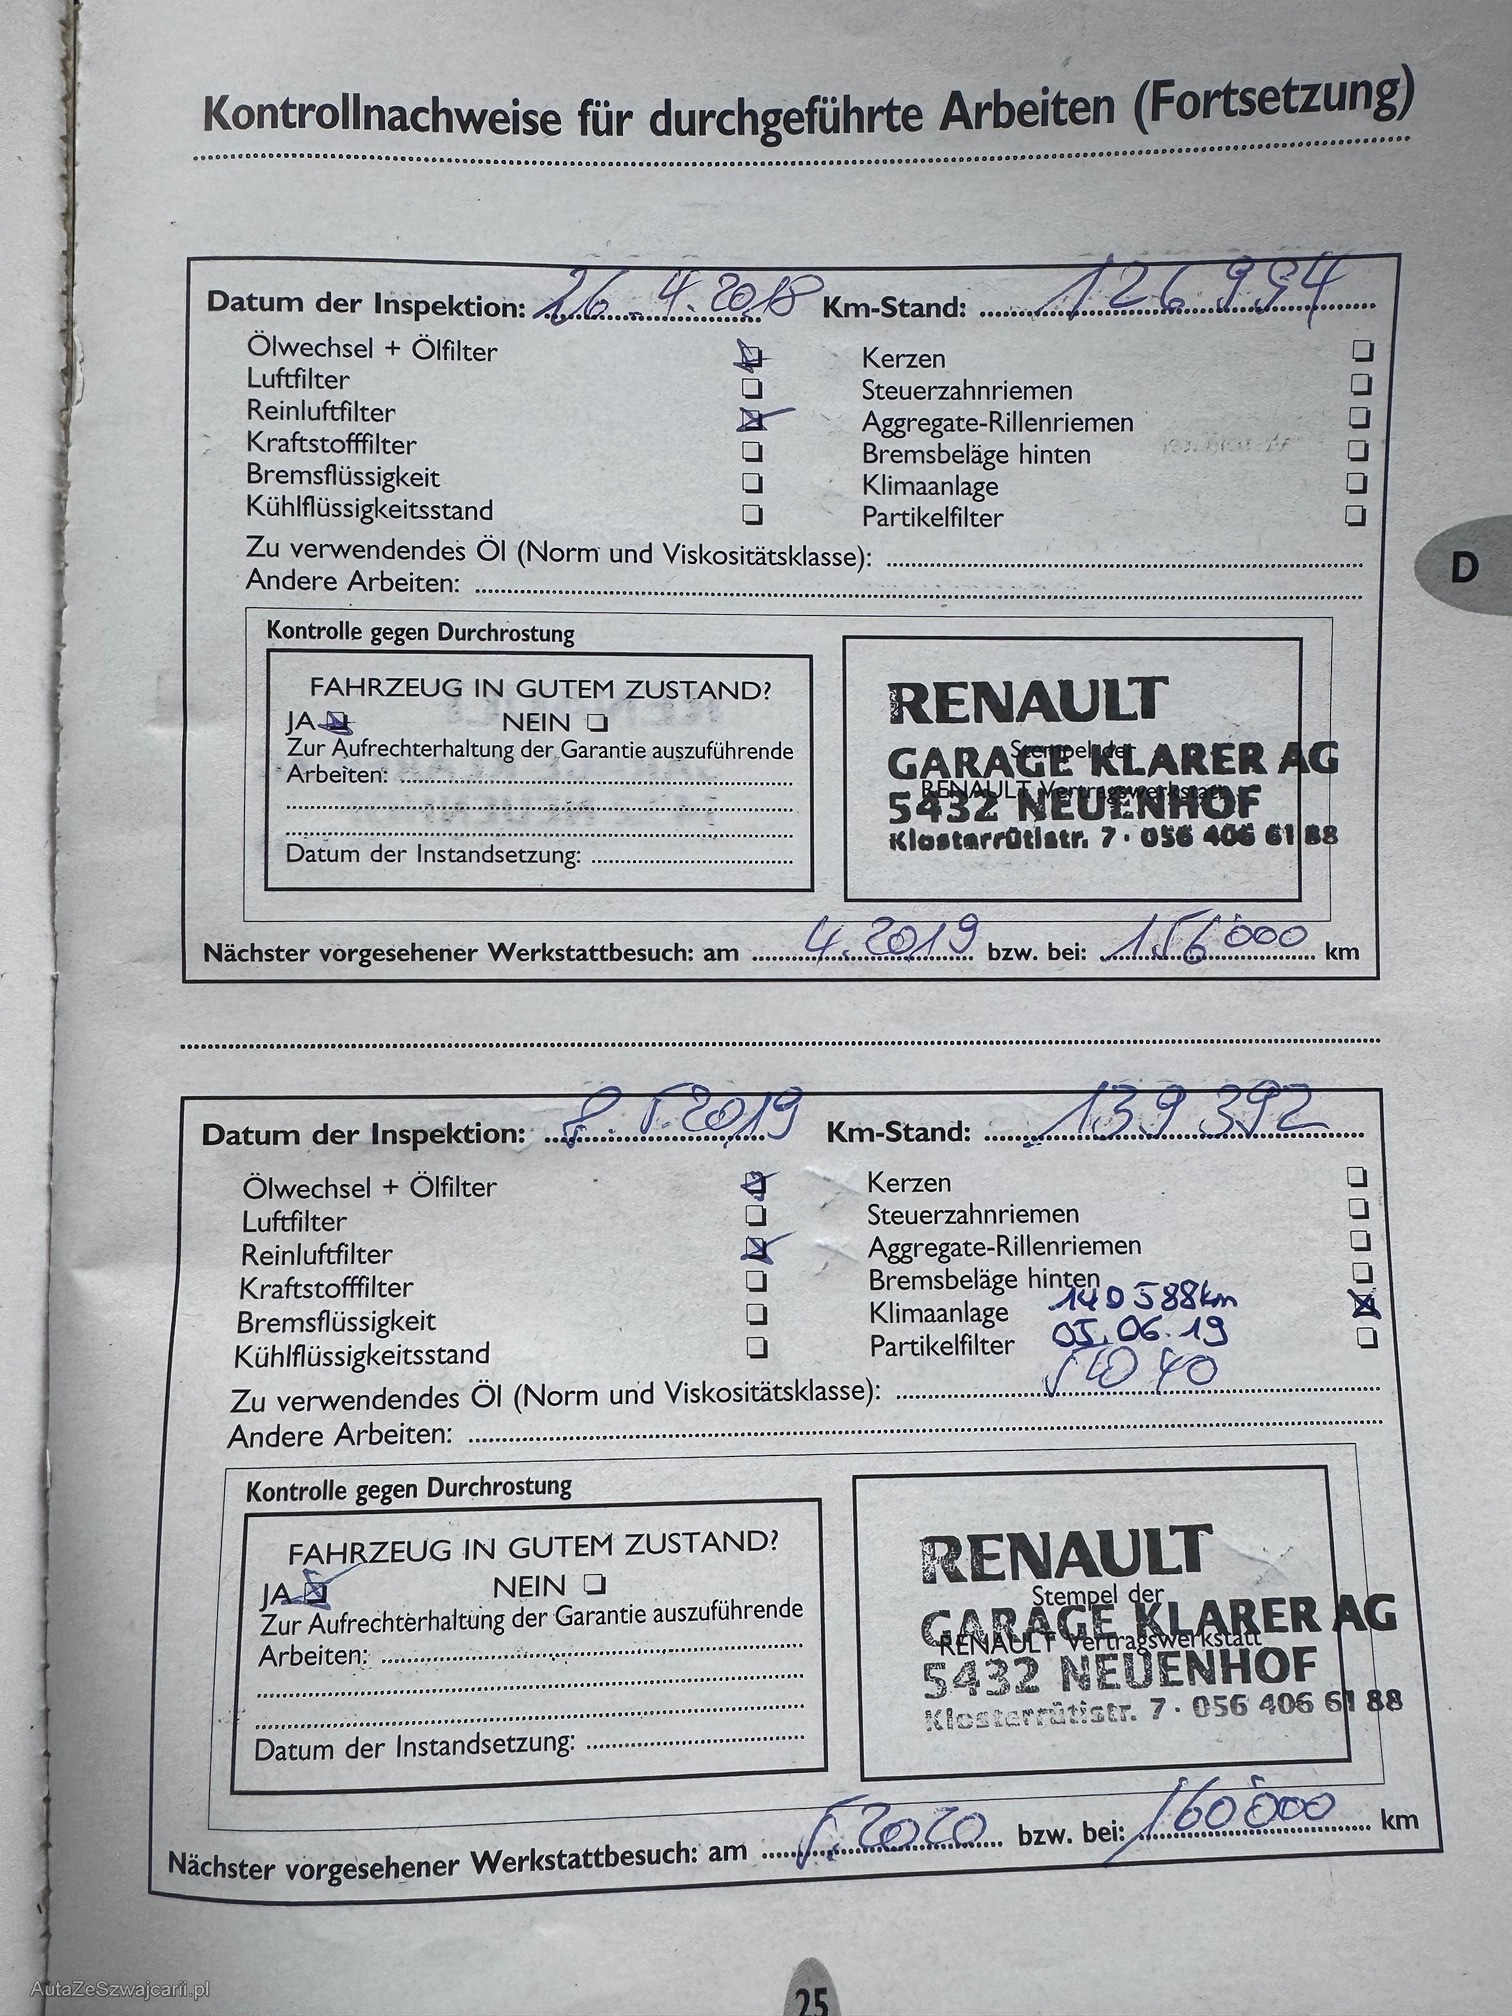 Kontrollnachweise für durchgeführte Arbeiten (Fortsetzung)
Datum der Inspektion: 26.4.2018 Km-Stand: 126994
Ölwechsel + Ölfilter Kerzen
Luftfilter Steuerzahnriemen
Reinluftfilter Aggregate-Rillenriemen
Kraftstofffilter Bremsbeläge hinten
Bremsflüssigkeit Klimaanlage
Kühlflüssigkeitsstand Partikelfilter
Zu verwendendes Öl (Norm und Viskositätsklasse):
Andere Arbeiten:
D
Kontrolle gegen Durchrostung
FAHRZEUG IN GUTEM ZUSTAND?
JA NEIN
Zur Aufrechterhaltung der Garantie auszuführende
Arbeiten:
Datum der Instandsetzung:
RENAULT
Stempel der
GARAGE KLARER AG
RENAULT Vertragswerkstatt
5432 NEUENHOF
Klosterrütistr. 7 · 056 406 61 88
Nächster vorgesehener Werkstattbesuch: am 4.2019 bzw. bei: 156'000 km
Datum der Inspektion: 8.5.2019 Km-Stand: 139392
Ölwechsel + Ölfilter Kerzen
Luftfilter Steuerzahnriemen
Reinluftfilter Aggregate-Rillenriemen
Kraftstofffilter Bremsbeläge hinten
140588km
Bremsflüssigkeit Klimaanlage
05.06.19
Kühlflüssigkeitsstand Partikelfilter
Zu verwendendes Öl (Norm und Viskositätsklasse):
Andere Arbeiten:
Kontrolle gegen Durchrostung
FAHRZEUG IN GUTEM ZUSTAND?
JA NEIN
Zur Aufrechterhaltung der Garantie auszuführende
Arbeiten:
Datum der Instandsetzung:
RENAULT
Stempel der
GARAGE KLARER AG
RENAULT Vertragswerkstatt
5432 NEUENHOF
Klosterrütistr. 7 · 056 406 61 88
Nächster vorgesehener Werkstattbesuch: am 5.2020 bzw. bei: 160'000 km
25
AutaZeSzwajcarii.pl